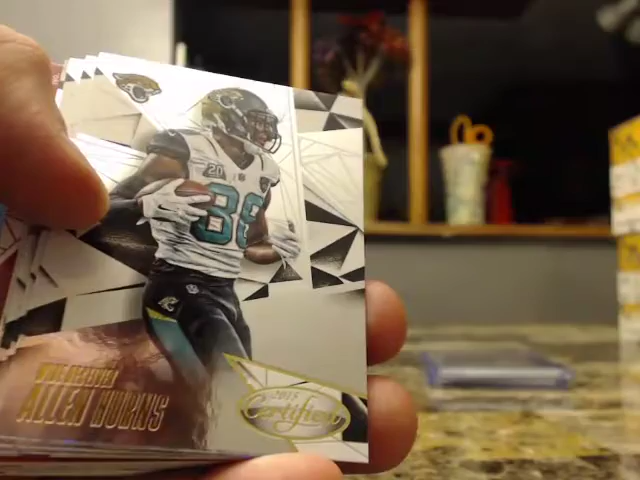 20
88
WIDE RECEIVER
ALLEN HURNS
2015
Certified